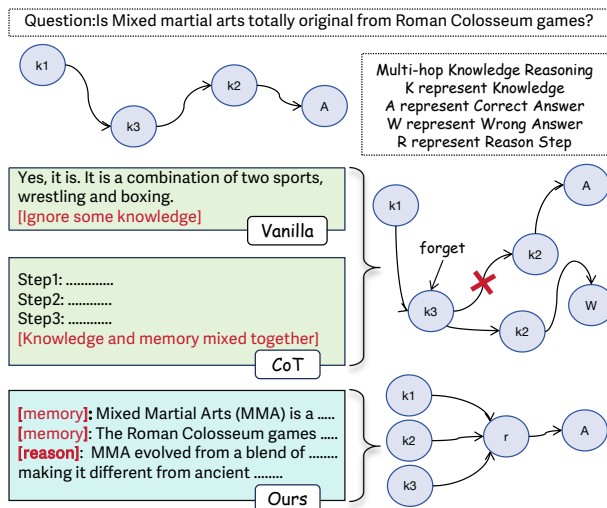 Question:Is Mixed martial arts totally original from Roman Colosseum games?
k1
k3
k2
A
Multi-hop Knowledge Reasoning
K represent Knowledge
A represent Correct Answer
W represent Wrong Answer
R represent Reason Step
Yes, it is. It is a combination of two sports,
wrestling and boxing.
[Ignore some knowledge]
Vanilla
Step1: .............
Step2: ............
Step3: ............
[Knowledge and memory mixed together]
CoT
k1
forget
k3
k2
A
k2
W
[memory]: Mixed Martial Arts (MMA) is a .....
[memory]: The Roman Colosseum games .....
[reason]: MMA evolved from a blend of ........
making it different from ancient ........
Ours
k1
k2
k3
r
A